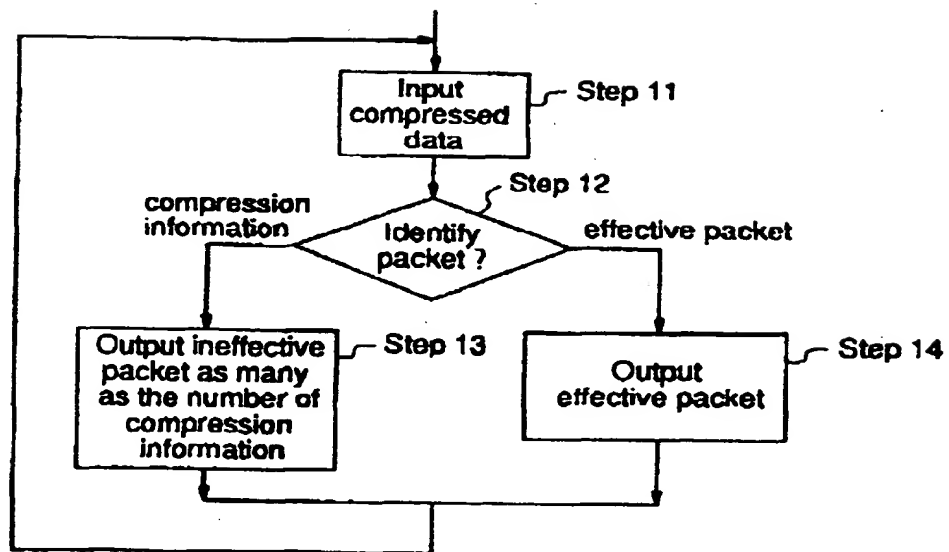 Input
compressed
data
Step 11
Step 12
compression
information
Identify
packet ?
effective packet
Output ineffective
packet as many
as the number of
compression
information
Step 13
Output
effective packet
Step 14